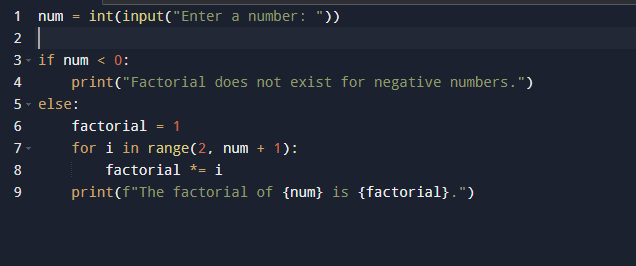 1 num = int(input("Enter a number: "))
2
3 if num < 0:
4     print("Factorial does not exist for negative numbers.")
5 else:
6     factorial = 1
7     for i in range(2, num + 1):
8         factorial *= i
9     print(f"The factorial of {num} is {factorial}.")